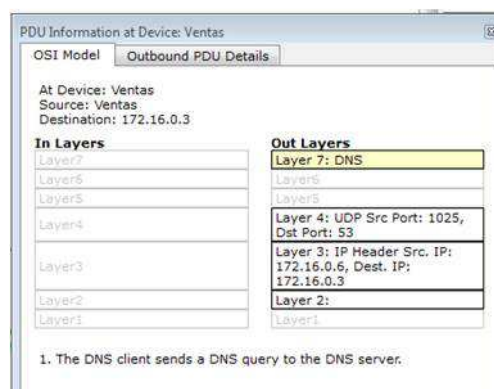 PDU Information at Device: Ventas
OSI Model
Outbound PDU Details
At Device: Ventas
Source: Ventas
Destination: 172.16.0.3
In Layers
Layer7
Layer6
Layer5
Layer4
Layer3
Layer2
Layer1
Out Layers
Layer 7: DNS
Layer6
Layer5
Layer 4: UDP Src Port: 1025,
Dst Port: 53
Layer 3: IP Header Src. IP:
172.16.0.6, Dest. IP:
172.16.0.3
Layer 2:
Layer1
1. The DNS client sends a DNS query to the DNS server.